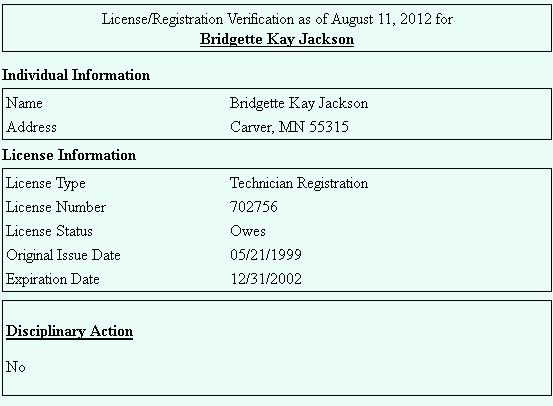 License/Registration Verification as of August 11, 2012 for
Bridgette Kay Jackson
Individual Information
Name Bridgette Kay Jackson
Address Carver, MN 55315
License Information
License Type Technician Registration
License Number 702756
License Status Owes
Original Issue Date 05/21/1999
Expiration Date 12/31/2002
Disciplinary Action
No